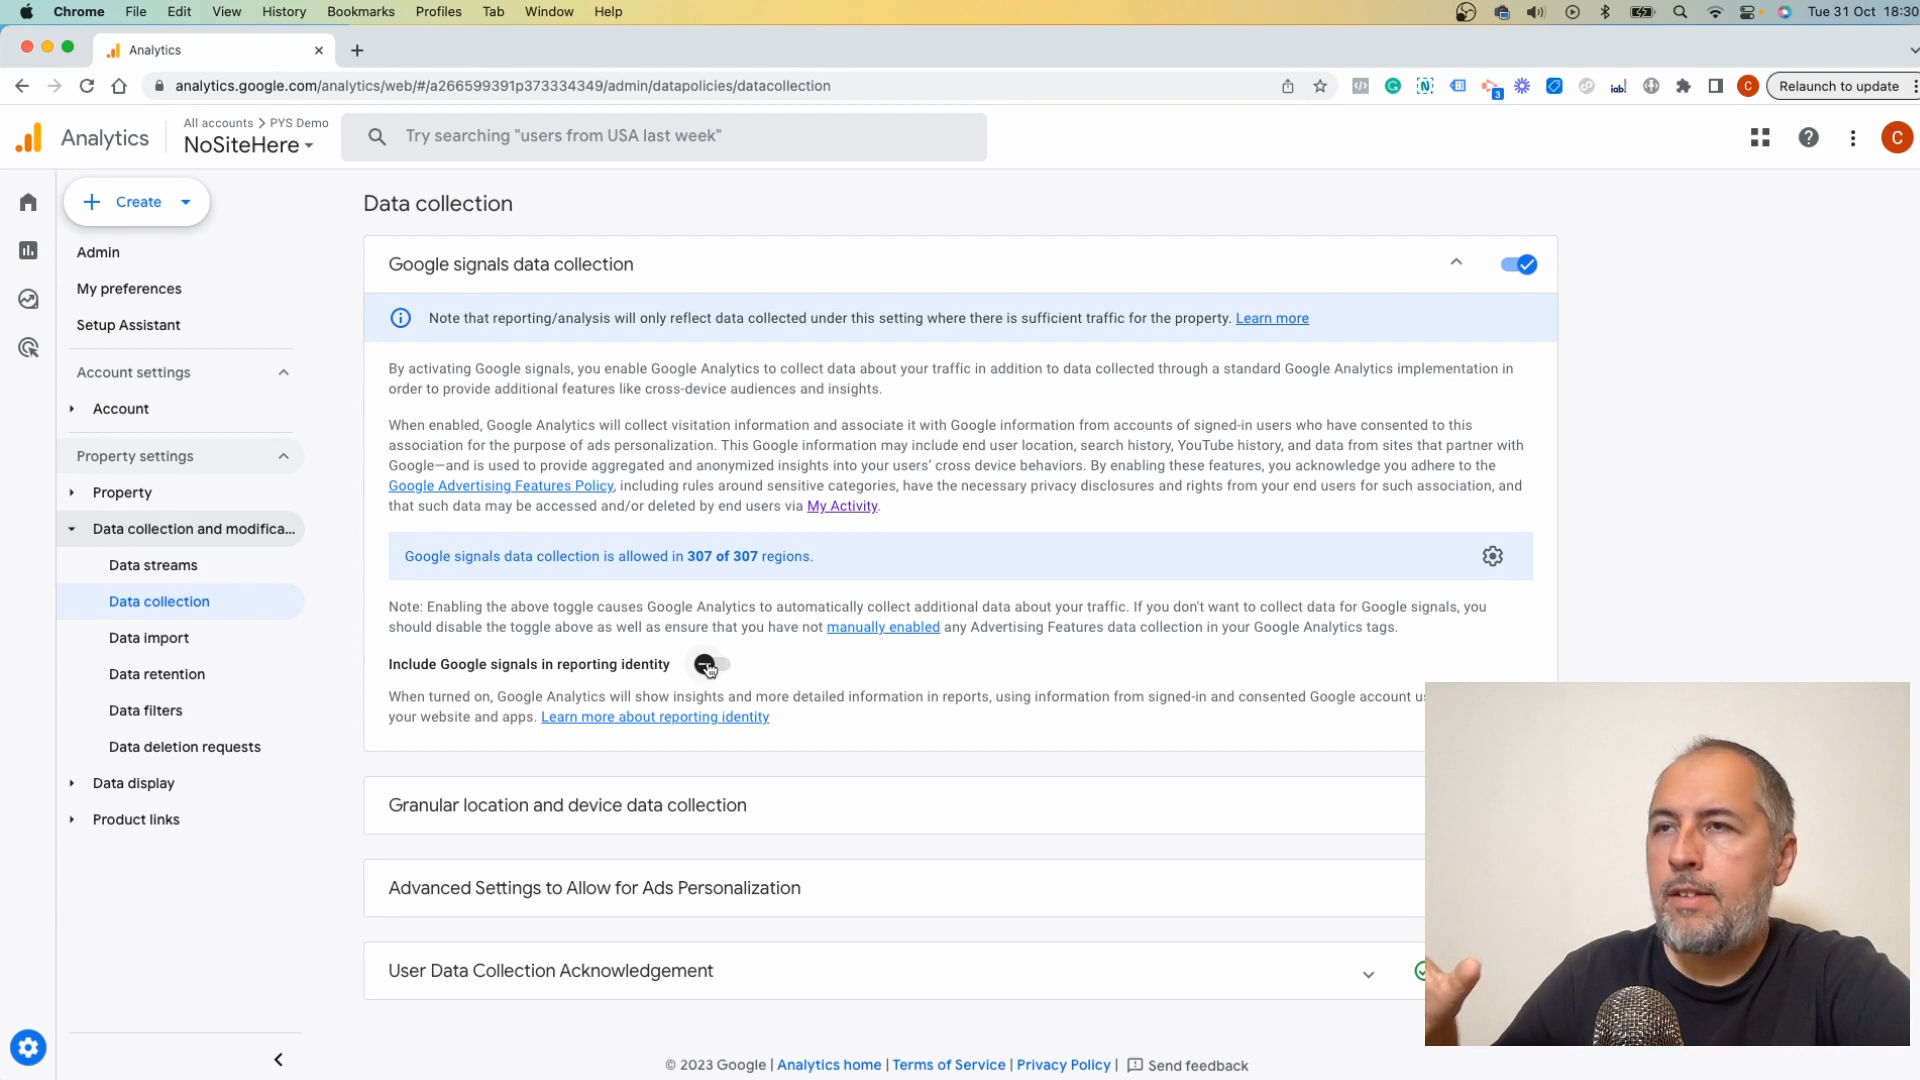 Chrome File Edit View History Bookmarks Profiles Tab Window Help Tue 31 Oct 18:30
Analytics
analytics.google.com/analytics/web/#/a266599391p373334349/admin/datapolicies/datacollection
3
iab!
C
Relaunch to update
Analytics
All accounts > PYS Demo
NoSiteHere
Try searching "users from USA last week"
C
Create
Admin
My preferences
Setup Assistant
Account settings
Account
Property settings
Property
Data collection and modifica...
Data streams
Data collection
Data import
Data retention
Data filters
Data deletion requests
Data display
Product links
Data collection
Google signals data collection
Note that reporting/analysis will only reflect data collected under this setting where there is sufficient traffic for the property. Learn more
By activating Google signals, you enable Google Analytics to collect data about your traffic in addition to data collected through a standard Google Analytics implementation in
order to provide additional features like cross-device audiences and insights.
When enabled, Google Analytics will collect visitation information and associate it with Google information from accounts of signed-in users who have consented to this
association for the purpose of ads personalization. This Google information may include end user location, search history, YouTube history, and data from sites that partner with
Google—and is used to provide aggregated and anonymized insights into your users' cross device behaviors. By enabling these features, you acknowledge you adhere to the
Google Advertising Features Policy, including rules around sensitive categories, have the necessary privacy disclosures and rights from your end users for such association, and
that such data may be accessed and/or deleted by end users via My Activity.
Google signals data collection is allowed in 307 of 307 regions.
Note: Enabling the above toggle causes Google Analytics to automatically collect additional data about your traffic. If you don't want to collect data for Google signals, you
should disable the toggle above as well as ensure that you have not manually enabled any Advertising Features data collection in your Google Analytics tags.
Include Google signals in reporting identity
When turned on, Google Analytics will show insights and more detailed information in reports, using information from signed-in and consented Google account u
your website and apps. Learn more about reporting identity
Granular location and device data collection
Advanced Settings to Allow for Ads Personalization
User Data Collection Acknowledgement
© 2023 Google | Analytics home | Terms of Service | Privacy Policy | Send feedback